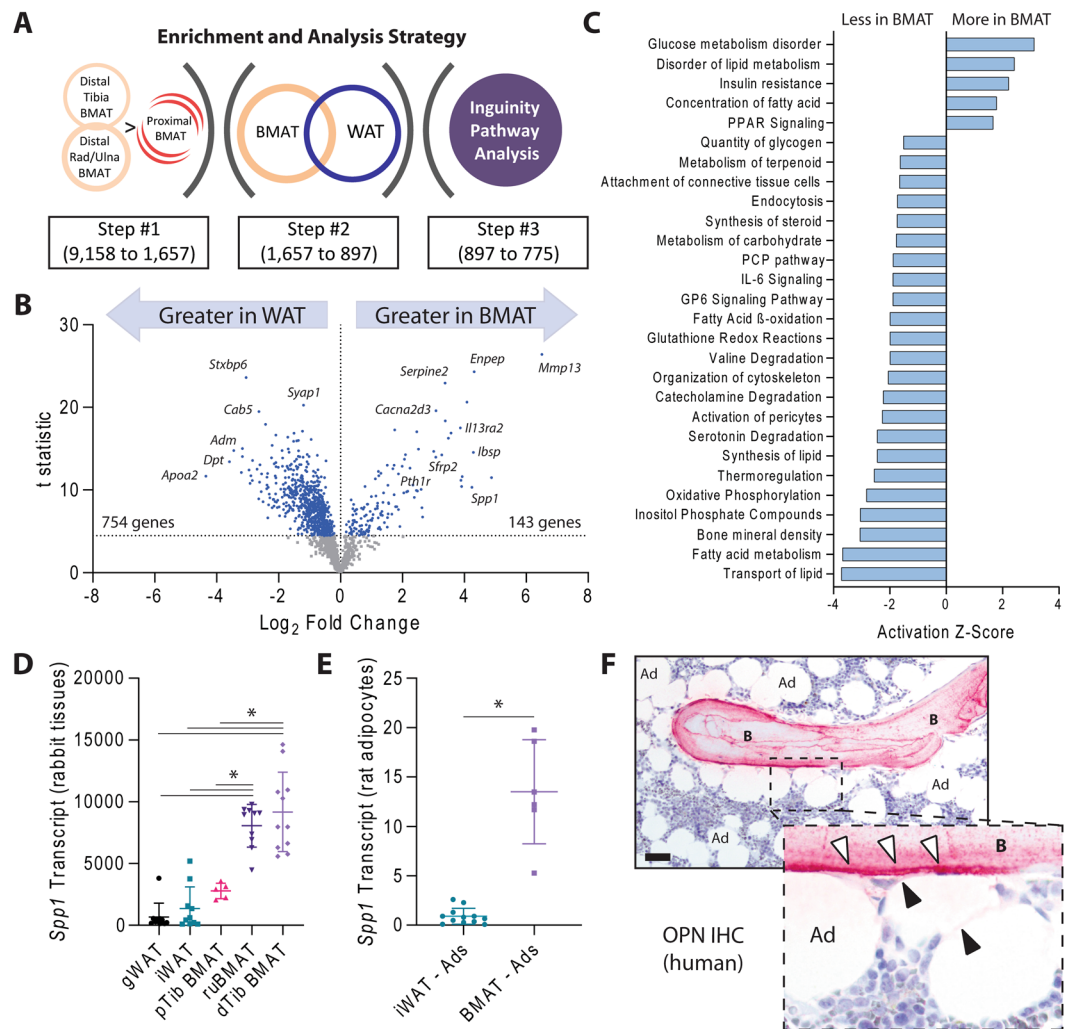 A
Enrichment and Analysis Strategy
Distal
Tibia
BMAT
Distal
Rad/Ulna
BMAT
>
Proximal
BMAT
BMAT
WAT
Inguinity
Pathway
Analysis
Step #1
(9,158 to 1,657)
Step #2
(1,657 to 897)
Step #3
(897 to 775)
B
Greater in WAT
Greater in BMAT
t statistic
30
20
10
0
Stxbp6
Syap1
Cab5
Adm
Dpt
Apoa2
Serpine2
Enpep
Mmp13
Cacna2d3
Il13ra2
Ibsp
Sfrp2
Pth1r
Spp1
754 genes
143 genes
-8 -6 -4 -2 0 2 4 6 8
Log2 Fold Change
C
Less in BMAT
More in BMAT
Glucose metabolism disorder
Disorder of lipid metabolism
Insulin resistance
Concentration of fatty acid
PPAR Signaling
Quantity of glycogen
Metabolism of terpenoid
Attachment of connective tissue cells
Endocytosis
Synthesis of steroid
Metabolism of carbohydrate
PCP pathway
IL-6 Signaling
GP6 Signaling Pathway
Fatty Acid ß-oxidation
Glutathione Redox Reactions
Valine Degradation
Organization of cytoskeleton
Catecholamine Degradation
Activation of pericytes
Serotonin Degradation
Synthesis of lipid
Thermoregulation
Oxidative Phosphorylation
Inositol Phosphate Compounds
Bone mineral density
Fatty acid metabolism
Transport of lipid
-4 -2 0 2 4
Activation Z-Score
D
Spp1 Transcript (rabbit tissues)
20000
15000
10000
5000
0
*
*
gWAT
iWAT
pTib BMAT
ruBMAT
dTib BMAT
E
Spp1 Transcript (rat adipocytes)
25
20
15
10
5
0
*
iWAT - Ads
BMAT - Ads
F
Ad
Ad
B
B
Ad
Ad
B
Ad
OPN IHC
(human)